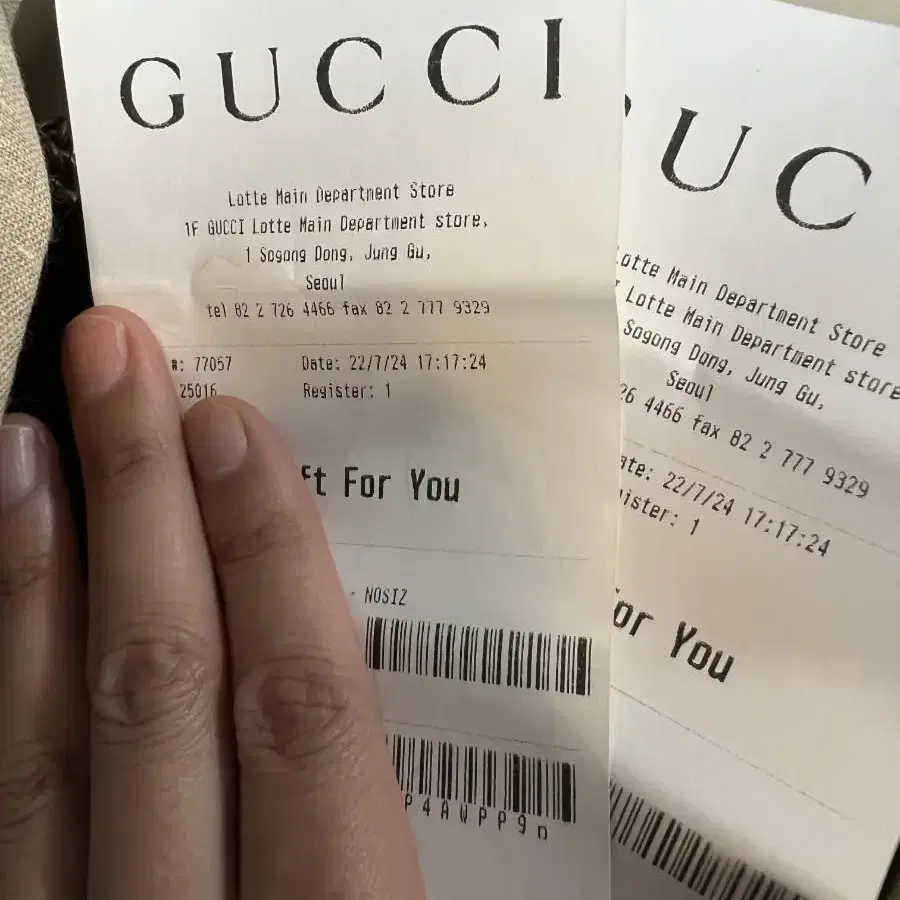 GUCCI
Lotte Main Department Store
1F GUCCI Lotte Main Department store,
1 Sogong Dong, Jung Gu,
Seoul
tel 82 2 726 4466 fax 82 2 777 9329
#: 77057 Date: 22/7/24 17:17:24
25016 Register: 1
ft For You
- NOSIZ
P4AWPP9n
UC
Lotte Main Department Store
Lotte Main Department store
Sogong Dong, Jung Gu,
Seoul
26 4466 fax 82 2 777 9329
ate: 22/7/24 17:17:24
ister: 1
or You